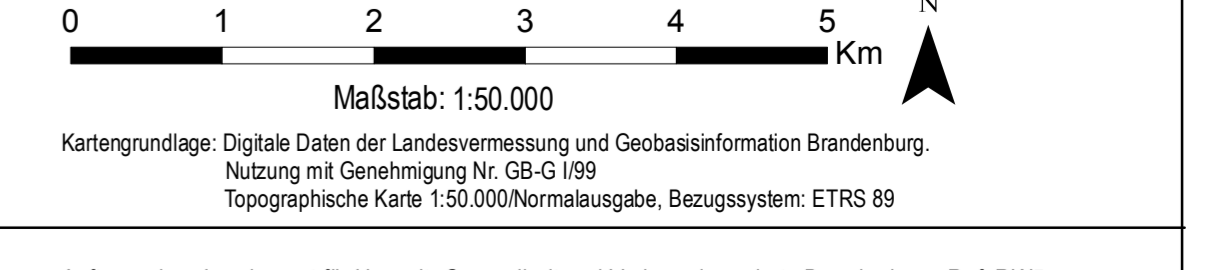 N
0 1 2 3 4 5
Km
Maßstab: 1:50.000
Kartengrundlage: Digitale Daten der Landesvermessung und Geobasisinformation Brandenburg.
Nutzung mit Genehmigung Nr. GB-G I/99
Topographische Karte 1:50.000/Normalausgabe, Bezugssystem: ETRS 89